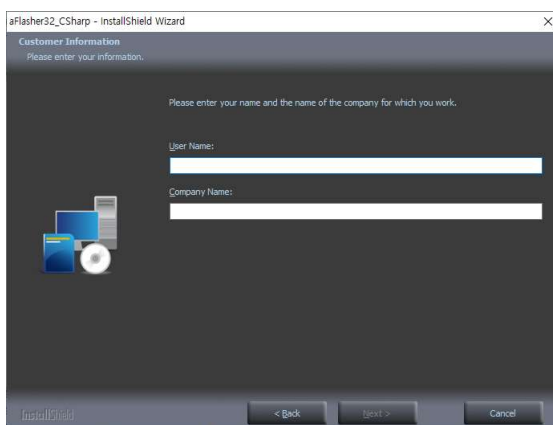 aFlasher32_CSharp - InstallShield Wizard
Customer Information
Please enter your information.
Please enter your name and the name of the company for which you work.
User Name:
Company Name:
InstallShield
< Back
Next >
Cancel